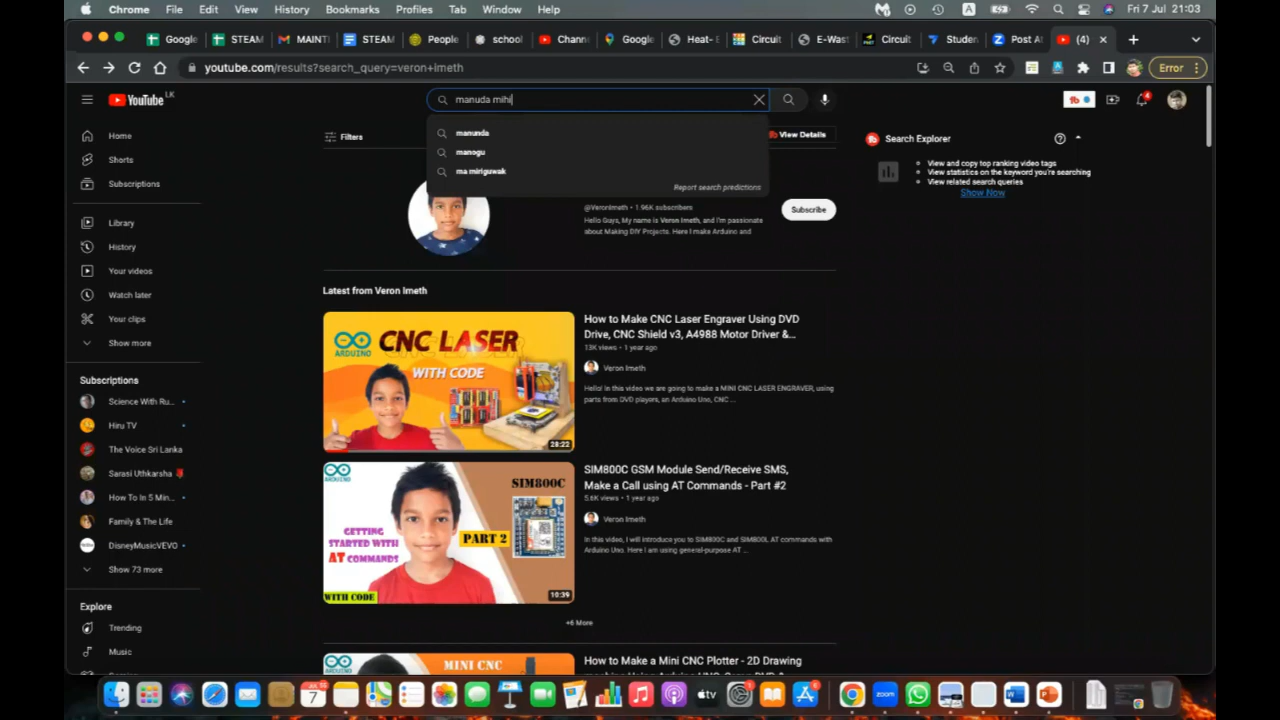 Chrome File Edit View History Bookmarks Profiles Tab Window Help A Fri 7 Jul 21:03
Google STEAM MAINTI STEAM People school Chann Google Heat- E Circuit E-Wast Circuit Studen Post At (4)
youtube.com/results?search_query=veron+imeth Error
YouTube UK manuda mihi 4
manunda
manogu
ma miriguwak
Report search predictions
Home
Shorts
Subscriptions
Library
History
Your videos
Watch later
Your clips
Show more
Subscriptions
Science With Ru...
Hiru TV
The Voice Sri Lanka
Sarasi Uthkarsha
How To In 5 Min...
Family & The Life
DisneyMusicVEVO
Show 73 more
Explore
Trending
Music
Filters
View Details
@VeronImeth • 1.96K subscribers
Hello Guys, My name is Veron Imeth, and I'm passionate
about Making DIY Projects. Here I make Arduino and
Subscribe
Latest from Veron Imeth
ARDUINO
CNC LASER
WITH CODE
28:22
How to Make CNC Laser Engraver Using DVD
Drive, CNC Shield v3, A4988 Motor Driver &...
13K views • 1 year ago
Veron Imeth
Hello! In this video we are going to make a MINI CNC LASER ENGRAVER, using
parts from DVD players, an Arduino Uno, CNC ...
ARDUINO
SIM800C
GETTING
STARTED WITH
AT COMMANDS
PART 2
WITH CODE
10:39
SIM800C GSM Module Send/Receive SMS,
Make a Call using AT Commands - Part #2
5.6K views • 1 year ago
Veron Imeth
In this video, I will introduce you to SIM800C and SIM800L AT commands with
Arduino Uno. Here I am using general-purpose AT ...
+6 More
ARDUINO
MINI CNC
How to Make a Mini CNC Plotter - 2D Drawing
Search Explorer
View and copy top ranking video tags
View statistics on the keyword you're searching
View related search queries
Show Now
JUL
7
tv
zoom